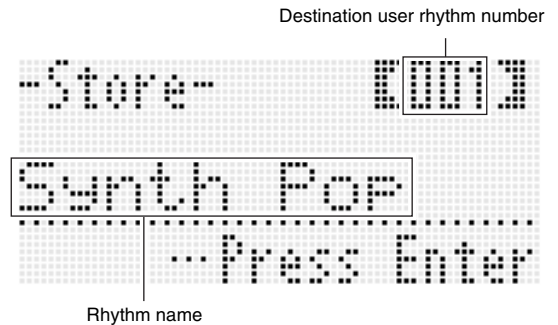 Destination user rhythm number
-Store- 【001】
Synth Pop
...Press Enter
Rhythm name